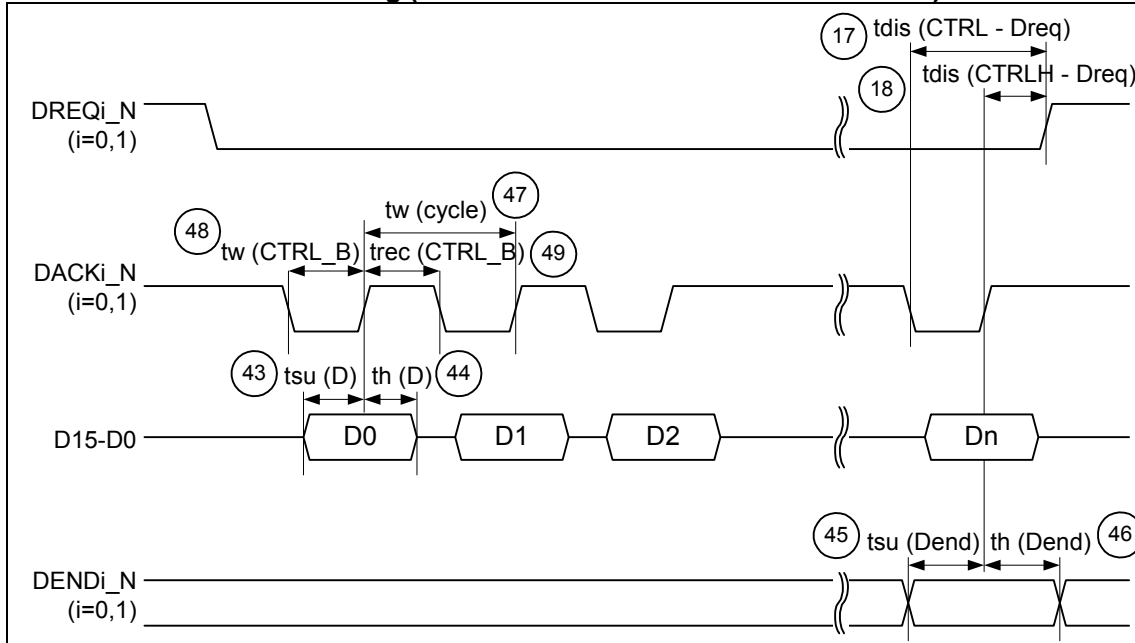 17 tdis (CTRL - Dreq)
18 tdis (CTRLH - Dreq)
DREQi_N
(i=0,1)
47
tw (cycle)
48 tw (CTRL_B) trec (CTRL_B) 49
DACKi_N
(i=0,1)
43 tsu (D) th (D) 44
D15-D0 D0 D1 D2 Dn
45 tsu (Dend) th (Dend) 46
DENDi_N
(i=0,1)